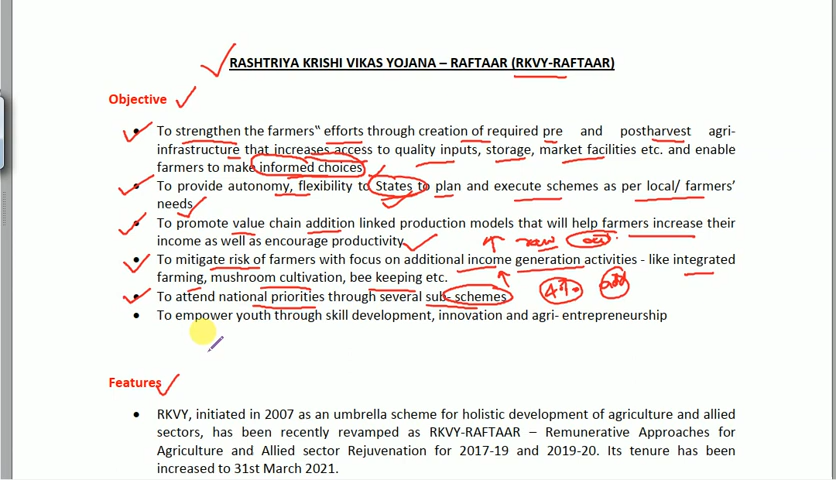 RASHTRIYA KRISHI VIKAS YOJANA – RAFTAAR (RKVY-RAFTAAR)
Objective
• To strengthen the farmers‟ efforts through creation of required pre and postharvest agri-
infrastructure that increases access to quality inputs, storage, market facilities etc. and enable
farmers to make informed choices
• To provide autonomy, flexibility to States to plan and execute schemes as per local/ farmers’
needs
• To promote value chain addition linked production models that will help farmers increase their
income as well as encourage productivity
• To mitigate risk of farmers with focus on additional income generation activities - like integrated
farming, mushroom cultivation, bee keeping etc.
• To attend national priorities through several sub- schemes
• To empower youth through skill development, innovation and agri- entrepreneurship
Features
• RKVY, initiated in 2007 as an umbrella scheme for holistic development of agriculture and allied
sectors, has been recently revamped as RKVY-RAFTAAR – Remunerative Approaches for
Agriculture and Allied sector Rejuvenation for 2017-19 and 2019-20. Its tenure has been
increased to 31st March 2021.